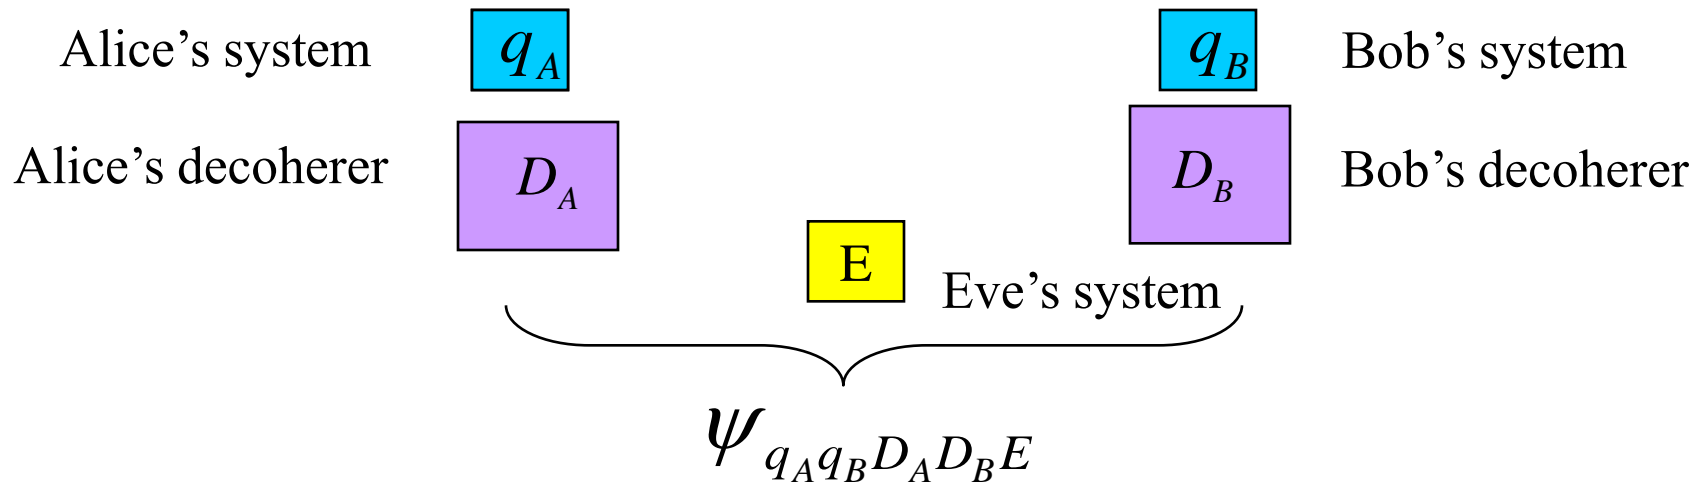 Alice’s system q_A q_B Bob’s system
Alice’s decoherer D_A D_B Bob’s decoherer
E Eve’s system
ψ_{q_A q_B D_A D_B E}